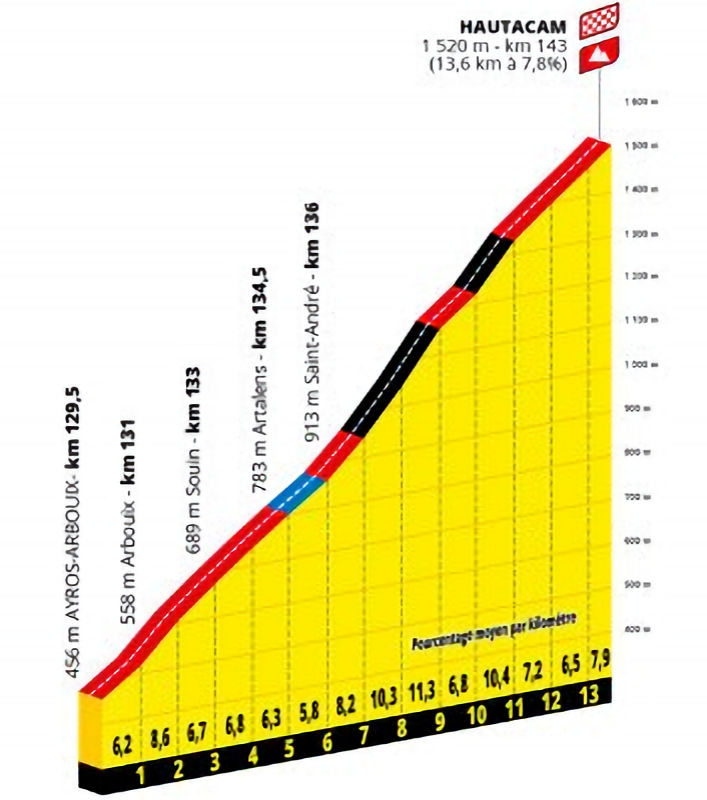 HAUTACAM
1 520 m - km 143
(13,6 km à 7,8%)
1 600 m
1 500 m
1 400 m
1 300 m
1 200 m
1 100 m
1 000 m
900 m
800 m
700 m
600 m
500 m
400 m
456 m AYROS-ARBOUIX- km 129,5
558 m Arbouix - km 131
689 m Souin - km 133
783 m Artalens - km 134,5
913 m Saint-André - km 136
Pourcentage moyen par kilomètre
6,2 8,6 6,7 6,8 6,3 5,8 8,2 10,3 11,3 6,8 10,4 7,2 6,5 7,9
1 2 3 4 5 6 7 8 9 10 11 12 13